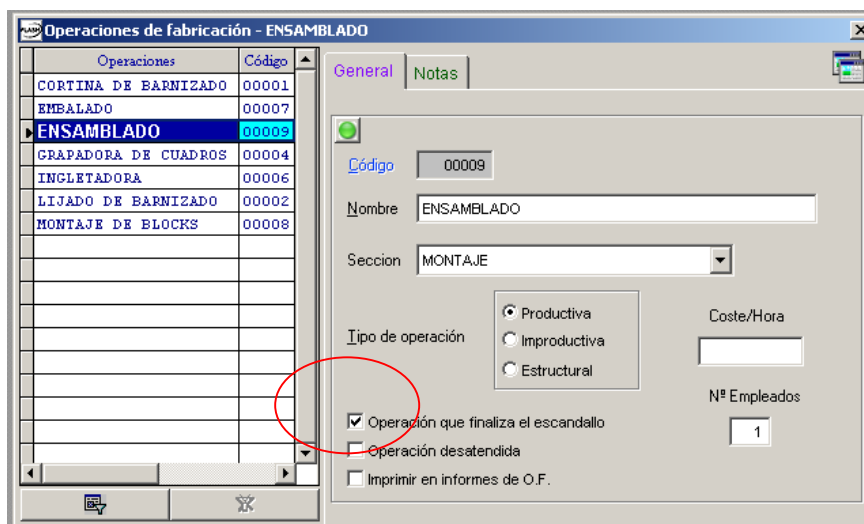 Operaciones de fabricación - ENSAMBLADO
Operaciones Código
CORTINA DE BARNIZADO 00001
EMBALADO 00007
ENSAMBLADO 00009
GRAPADORA DE CUADROS 00004
INGLETADORA 00006
LIJADO DE BARNIZADO 00002
MONTAJE DE BLOCKS 00008
General Notas
Código 00009
Nombre ENSAMBLADO
Seccion MONTAJE
Tipo de operación
Productiva
Improductiva
Estructural
Coste/Hora
Nº Empleados
1
Operación que finaliza el escandallo
Operación desatendida
Imprimir en informes de O.F.